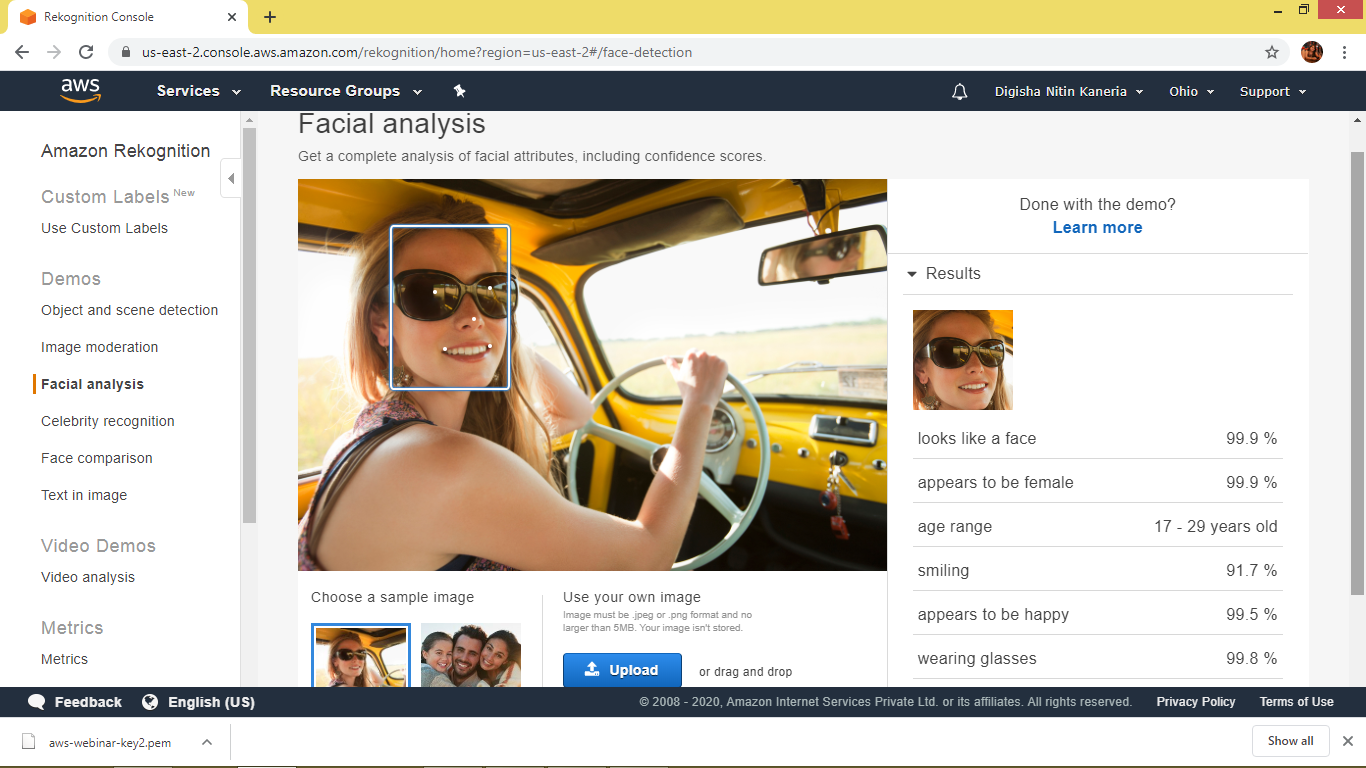 Rekognition Console
us-east-2.console.aws.amazon.com/rekognition/home?region=us-east-2#/face-detection
aws
Services
Resource Groups
Digisha Nitin Kaneria
Ohio
Support
Amazon Rekognition
Custom Labels New
Use Custom Labels
Demos
Object and scene detection
Image moderation
Facial analysis
Celebrity recognition
Face comparison
Text in image
Video Demos
Video analysis
Metrics
Metrics
Facial analysis
Get a complete analysis of facial attributes, including confidence scores.
Choose a sample image
Use your own image
Image must be .jpeg or .png format and no
larger than 5MB. Your image isn't stored.
Upload
or drag and drop
Done with the demo?
Learn more
Results
looks like a face 99.9 %
appears to be female 99.9 %
age range 17 - 29 years old
smiling 91.7 %
appears to be happy 99.5 %
wearing glasses 99.8 %
Feedback
English (US)
© 2008 - 2020, Amazon Internet Services Private Ltd. or its affiliates. All rights reserved.
Privacy Policy
Terms of Use
aws-webinar-key2.pem
Show all